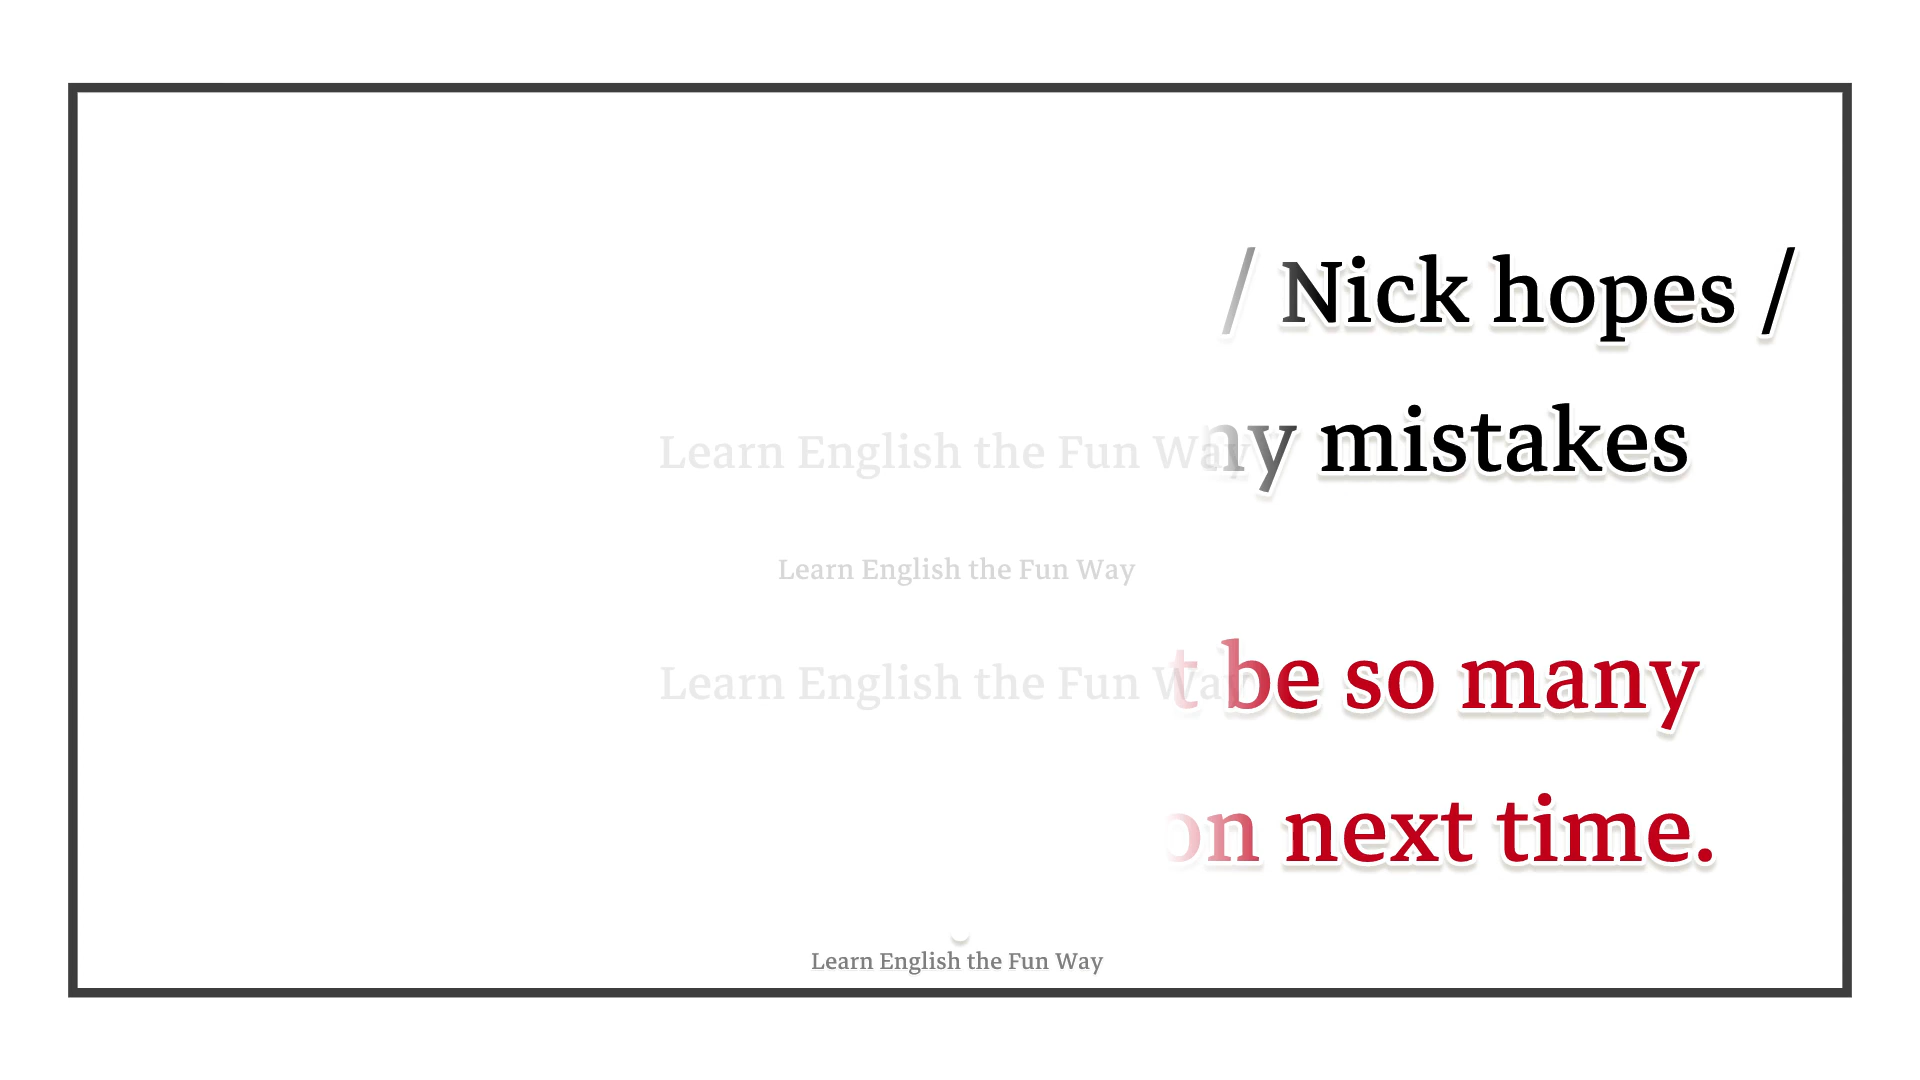 / Nick hopes /
mistakes
Learn English the Fun Way
Learn English the Fun Way
be so many
Learn English the Fun Way
next time.
Learn English the Fun Way